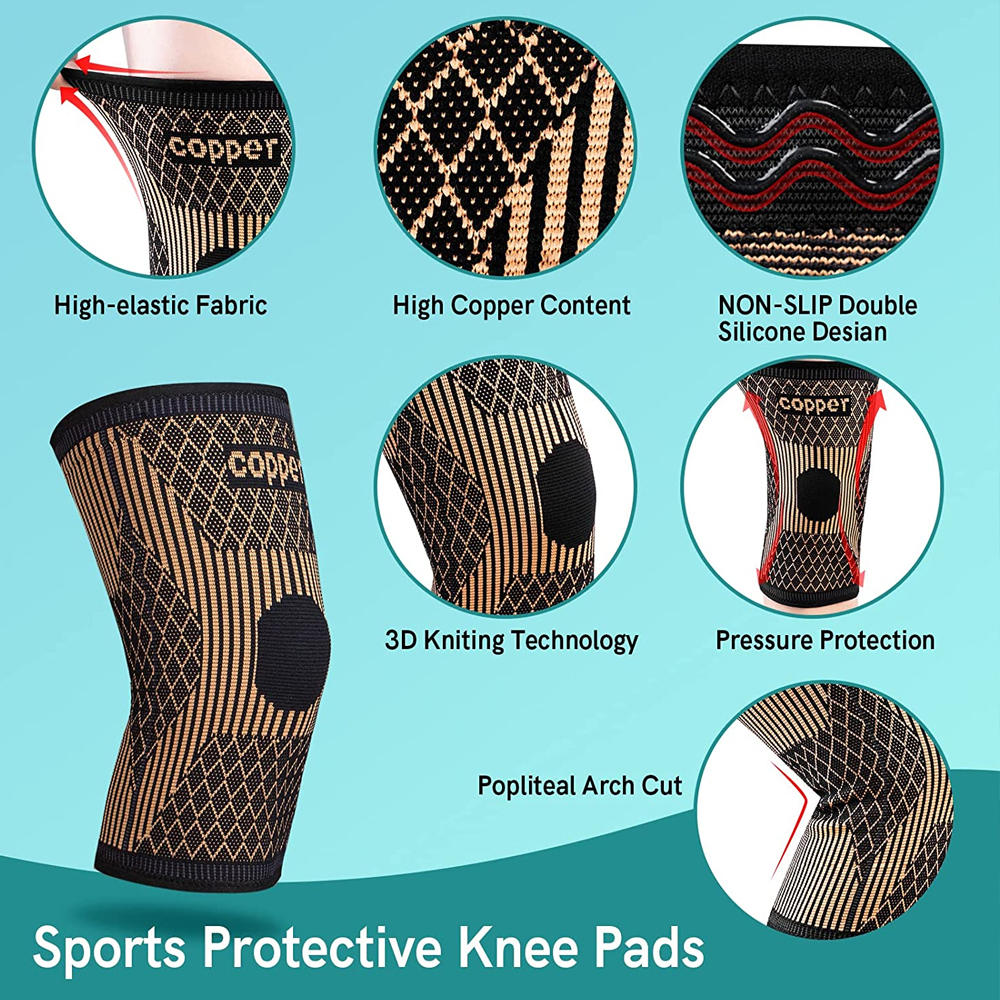 copper
High-elastic Fabric
High Copper Content
NON-SLIP Double
Silicone Desian
copper
3D Kniting Technology
copper
Pressure Protection
Popliteal Arch Cut
Sports Protective Knee Pads